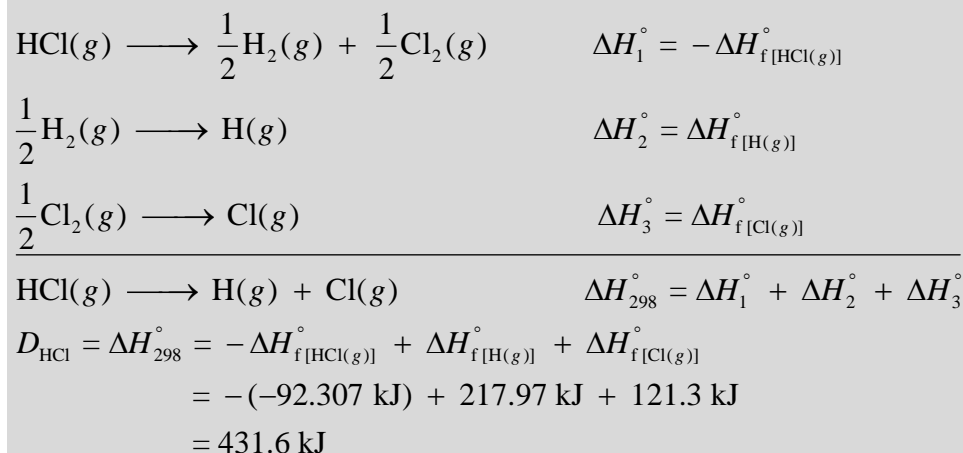 HCl(g) ⟶ 1/2 H₂(g) + 1/2 Cl₂(g) ΔH°₁ = −ΔH°f[HCl(g)]
1/2 H₂(g) ⟶ H(g) ΔH°₂ = ΔH°f[H(g)]
1/2 Cl₂(g) ⟶ Cl(g) ΔH°₃ = ΔH°f[Cl(g)]
HCl(g) ⟶ H(g) + Cl(g) ΔH°₂₉₈ = ΔH°₁ + ΔH°₂ + ΔH°₃
D_HCl = ΔH°₂₉₈ = −ΔH°f[HCl(g)] + ΔH°f[H(g)] + ΔH°f[Cl(g)]
= −(−92.307 kJ) + 217.97 kJ + 121.3 kJ
= 431.6 kJ